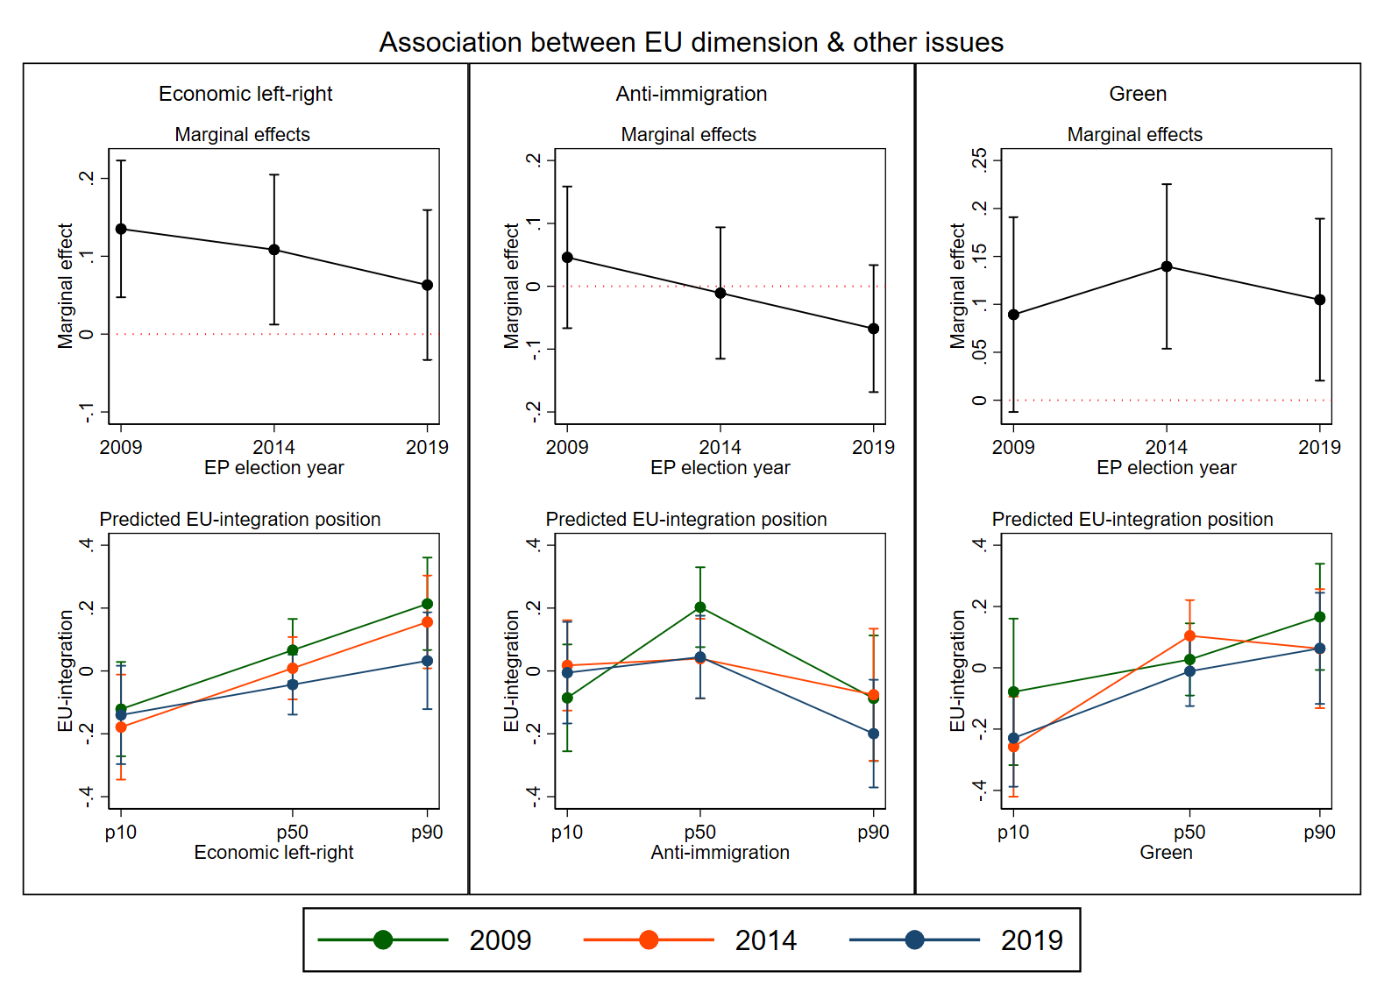 Association between EU dimension & other issues
Economic left-right
Marginal effects
Marginal effect
.2
.1
0
-.1
2009 2014 2019
EP election year
Predicted EU-integration position
EU-integration
.4
.2
0
-.2
-.4
p10 p50 p90
Economic left-right
Anti-immigration
Marginal effects
Marginal effect
.2
.1
0
-.1
-.2
2009 2014 2019
EP election year
Predicted EU-integration position
EU-integration
.4
.2
0
-.2
-.4
p10 p50 p90
Anti-immigration
Green
Marginal effects
Marginal effect
.25
.2
.15
.1
.05
0
2009 2014 2019
EP election year
Predicted EU-integration position
EU-integration
.4
.2
0
-.2
-.4
p10 p50 p90
Green
2009 2014 2019